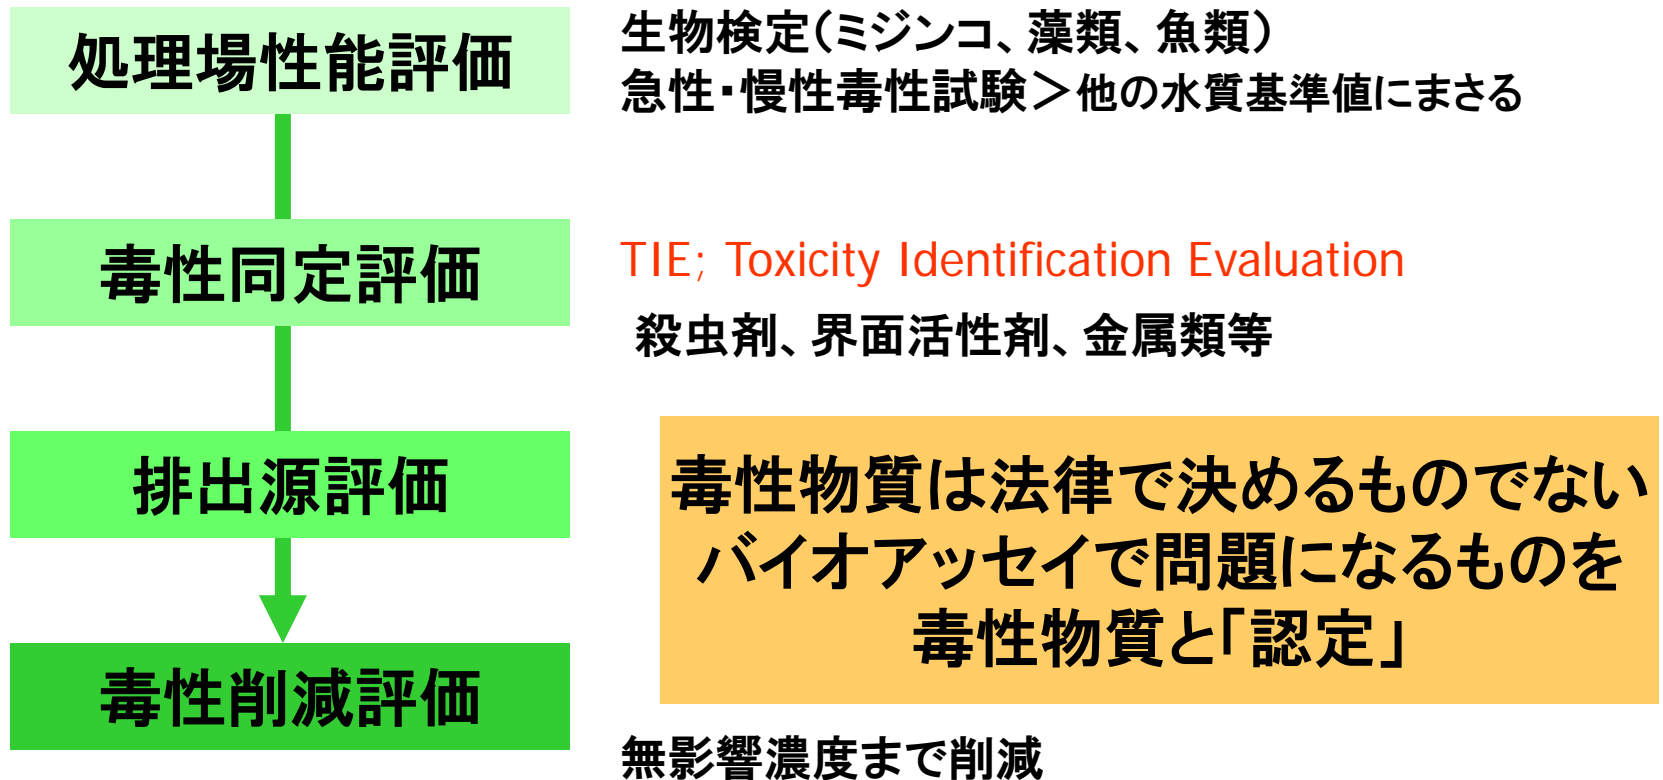 処理場性能評価
生物検定(ミジンコ、藻類、魚類)
急性・慢性毒性試験>他の水質基準値にまさる
毒性同定評価
TIE; Toxicity Identification Evaluation
殺虫剤、界面活性剤、金属類等
排出源評価
毒性物質は法律で決めるものでない
バイオアッセイで問題になるものを
毒性物質と「認定」
毒性削減評価
無影響濃度まで削減